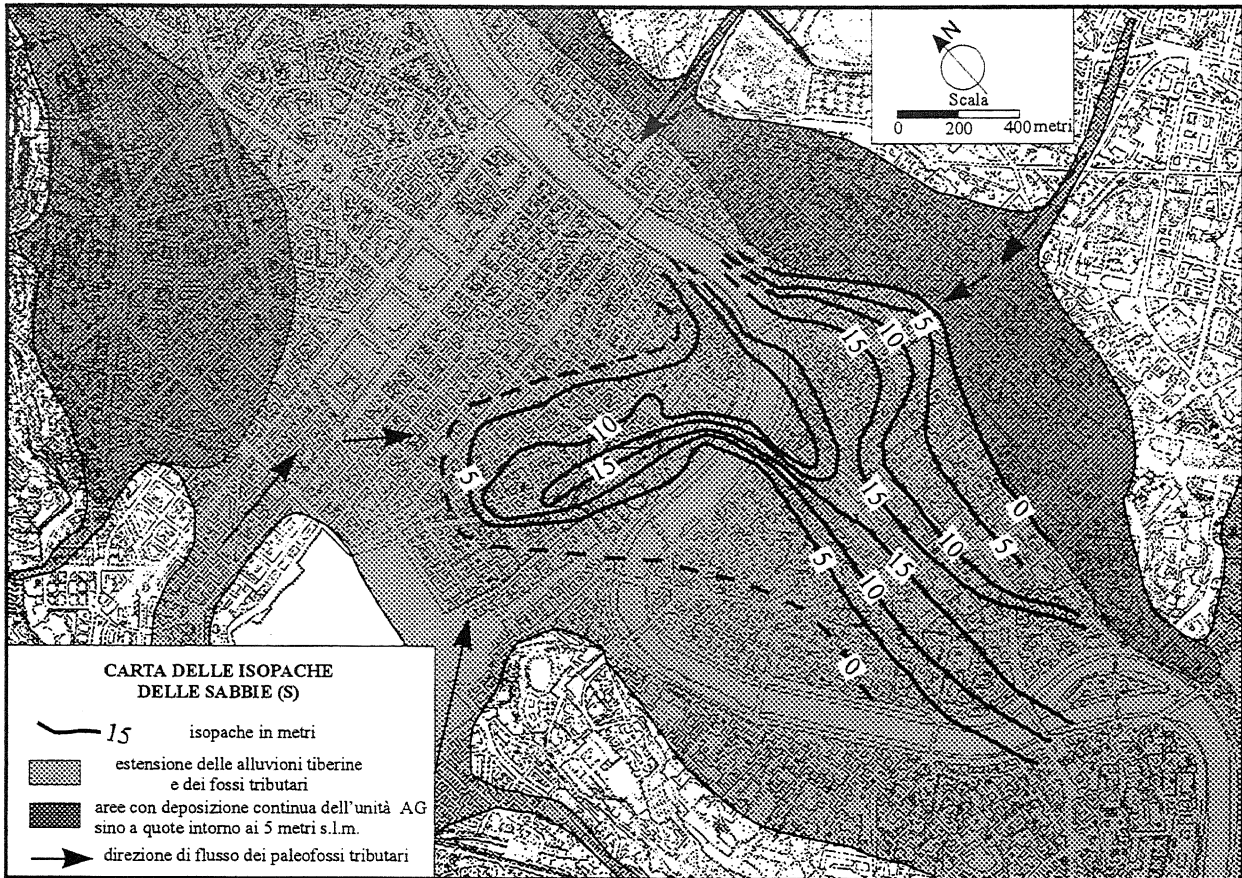 N
Scala
0 200 400 metri
5
10
15
0
10
15
5
15
10
5
0
5
10
15
0
CARTA DELLE ISOPACHE
DELLE SABBIE (S)
15 isopache in metri
estensione delle alluvioni tiberine
e dei fossi tributari
aree con deposizione continua dell'unità AG
sino a quote intorno ai 5 metri s.l.m.
direzione di flusso dei paleofossi tributari